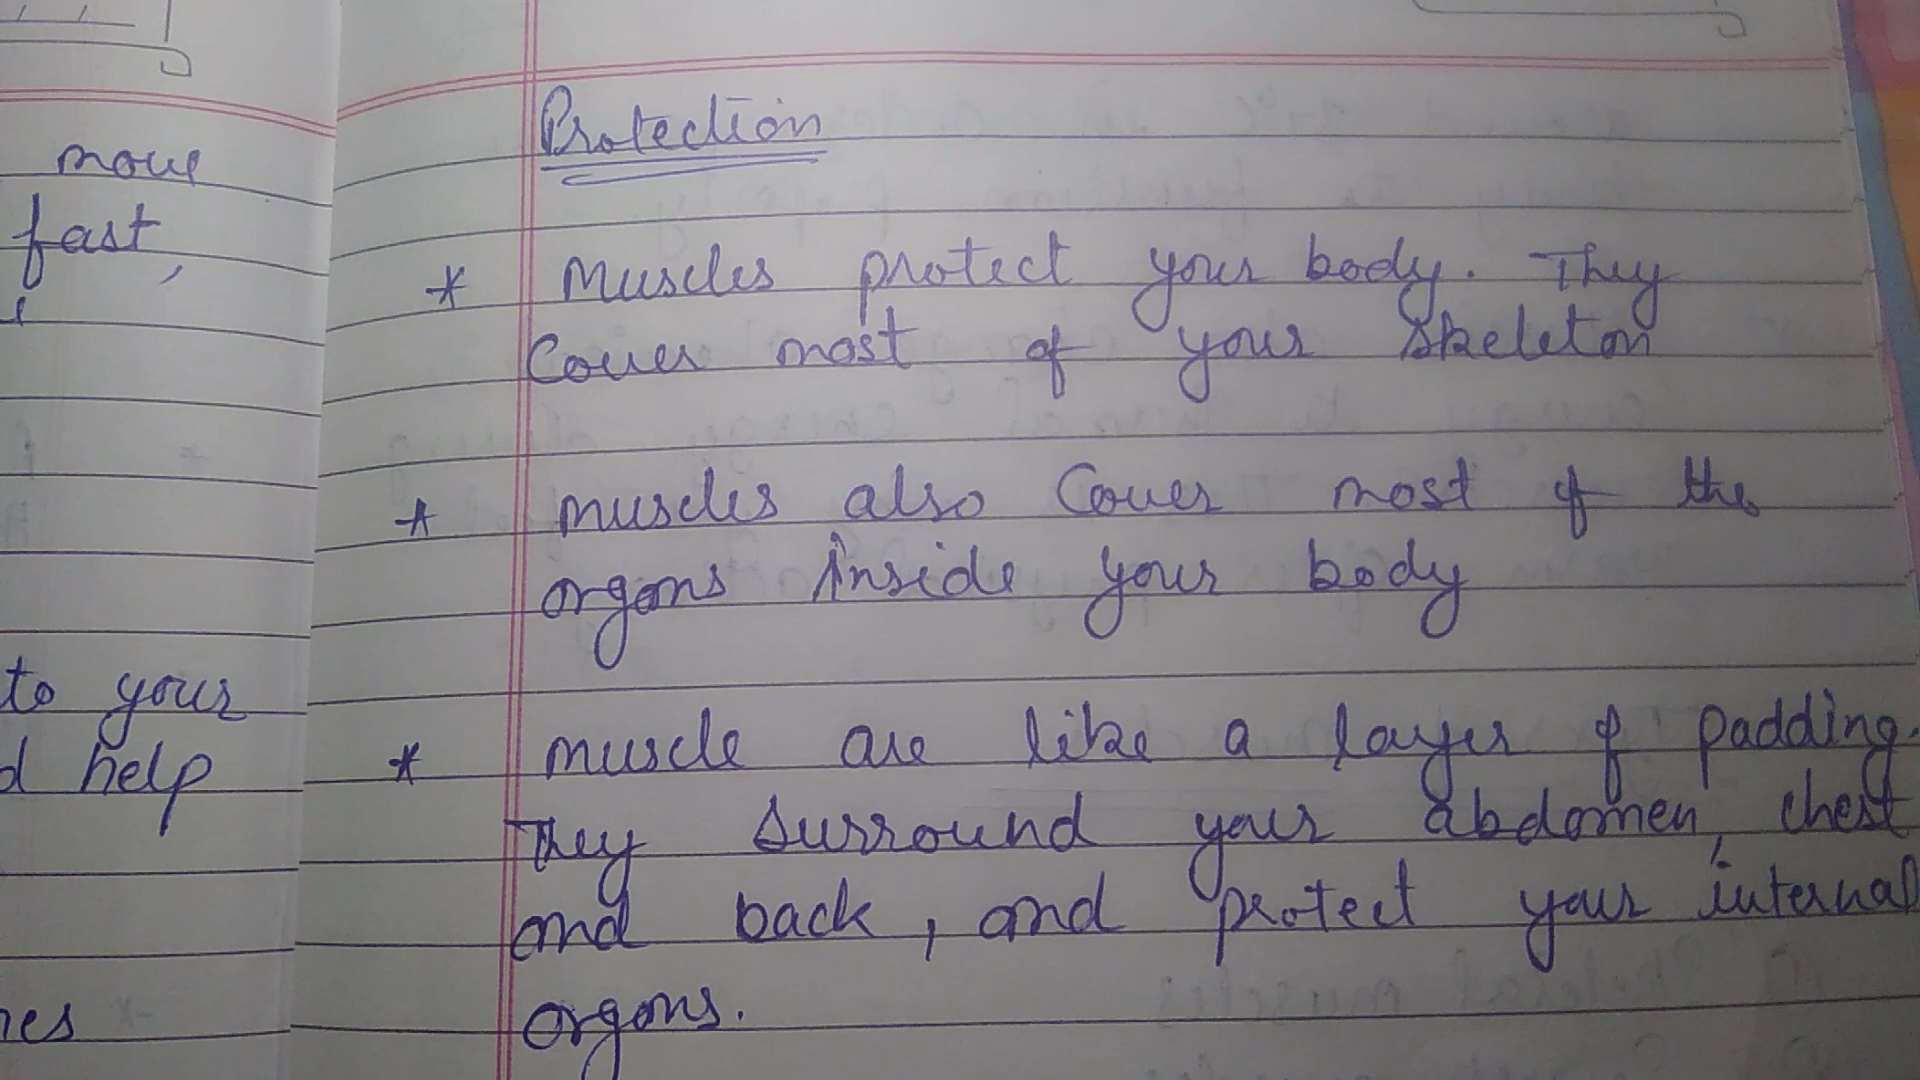 move
fast,
to your
d help
res
Protection
* Muscles protect your body. They
Cover most of your skeleton
* muscles also Cover most of the
organs inside your body
* muscle are like a layer of padding.
They surround your abdomen, chest
and back, and protect your internal
organs.